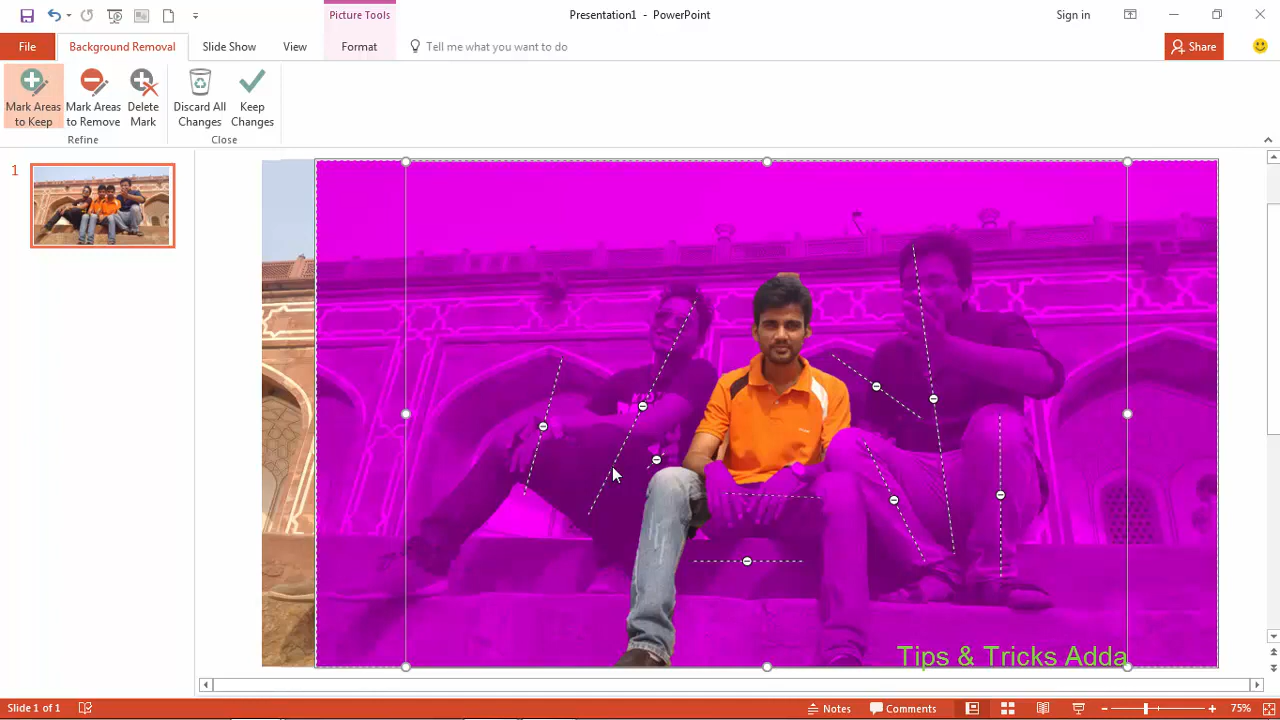 Picture Tools
Presentation1 - PowerPoint
Sign in
File
Background Removal
Slide Show
View
Format
Tell me what you want to do
Share
Mark Areas to Keep
Mark Areas to Remove
Delete Mark
Discard All Changes
Keep Changes
Refine
Close
1
Tips & Tricks Adda
Slide 1 of 1
Notes
Comments
75%